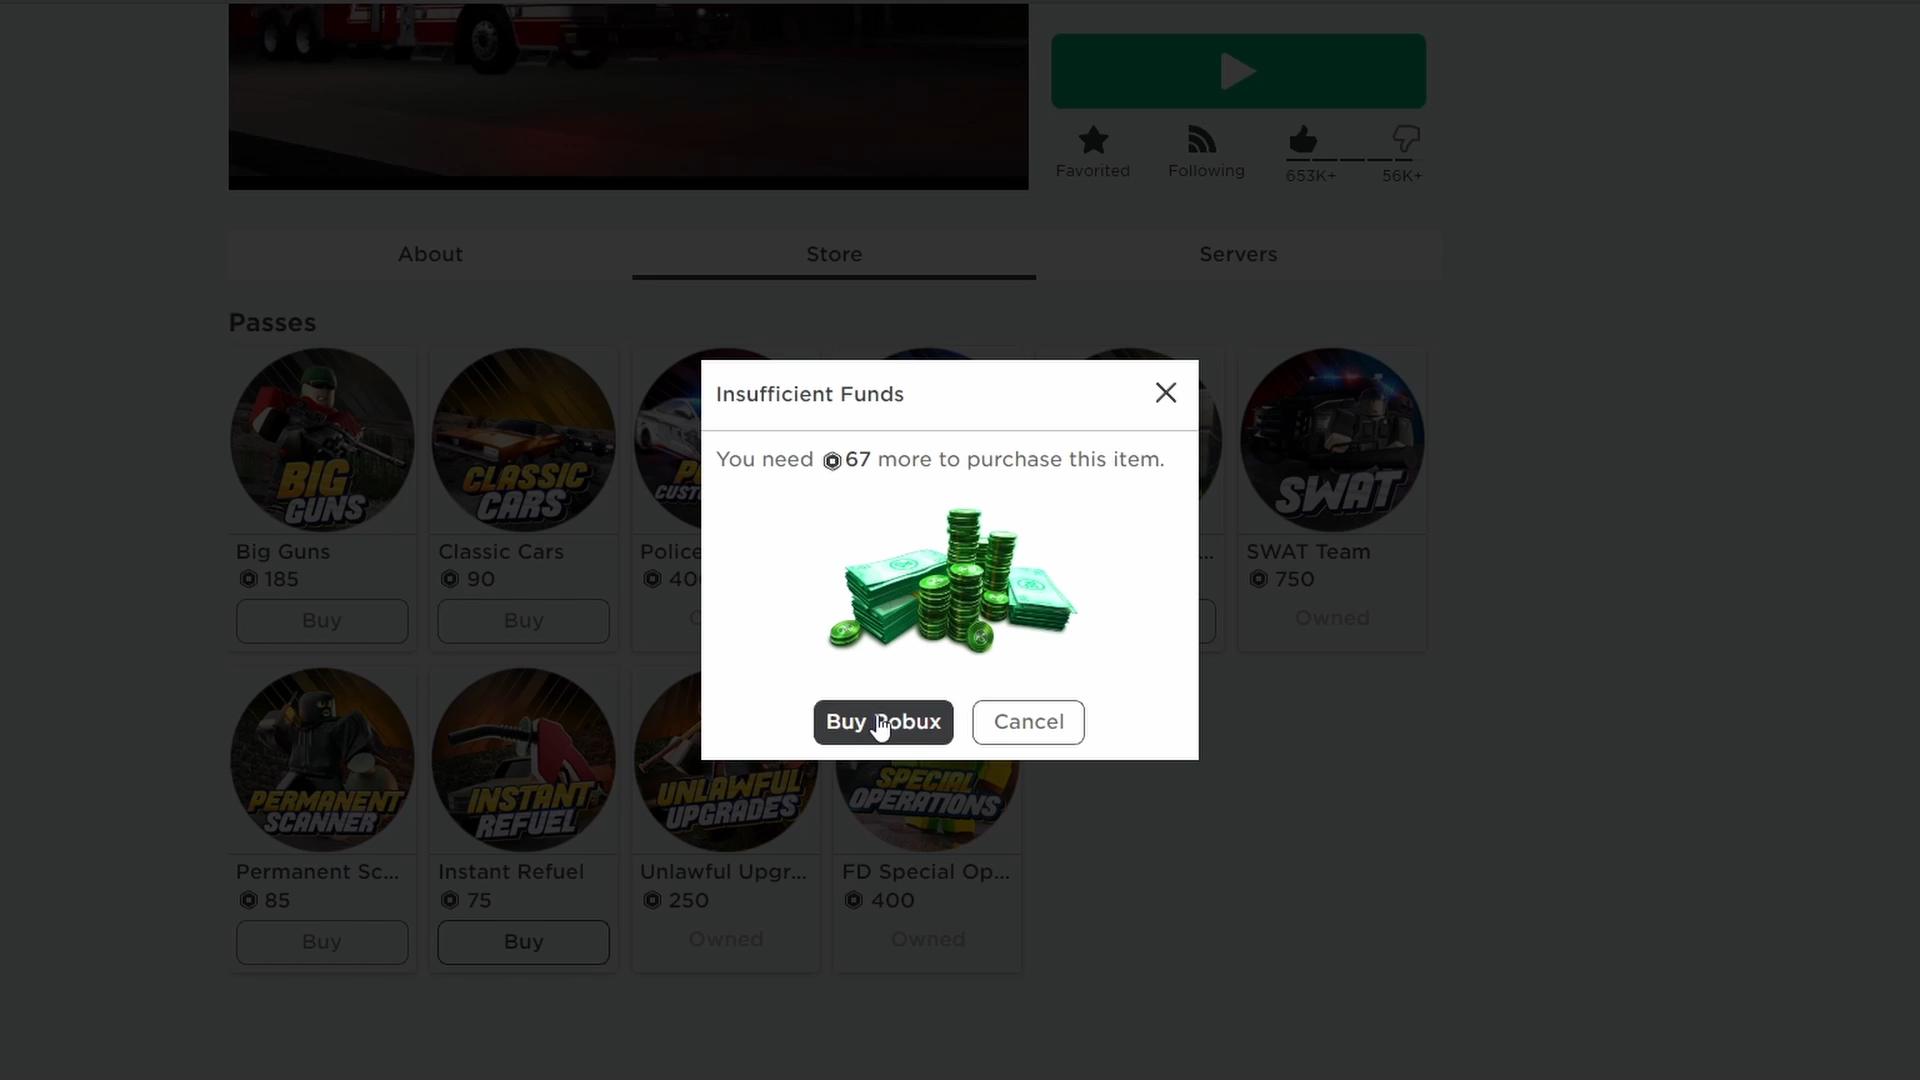 Favorited
Following
653K+
56K+
About
Store
Servers
Passes
BIG
GUNS
CLASSIC
CARS
SWAT
Big Guns
Classic Cars
Police
...
SWAT Team
185
90
750
Buy
Buy
Owned
Insufficient Funds
You need 67 more to purchase this item.
Buy Robux
Cancel
PERMANENT
SCANNER
INSTANT
REFUEL
UNLAWFUL
UPGRADES
SPECIAL
OPERATIONS
Permanent Sc...
Instant Refuel
Unlawful Upgr...
FD Special Op...
85
75
250
400
Buy
Buy
Owned
Owned